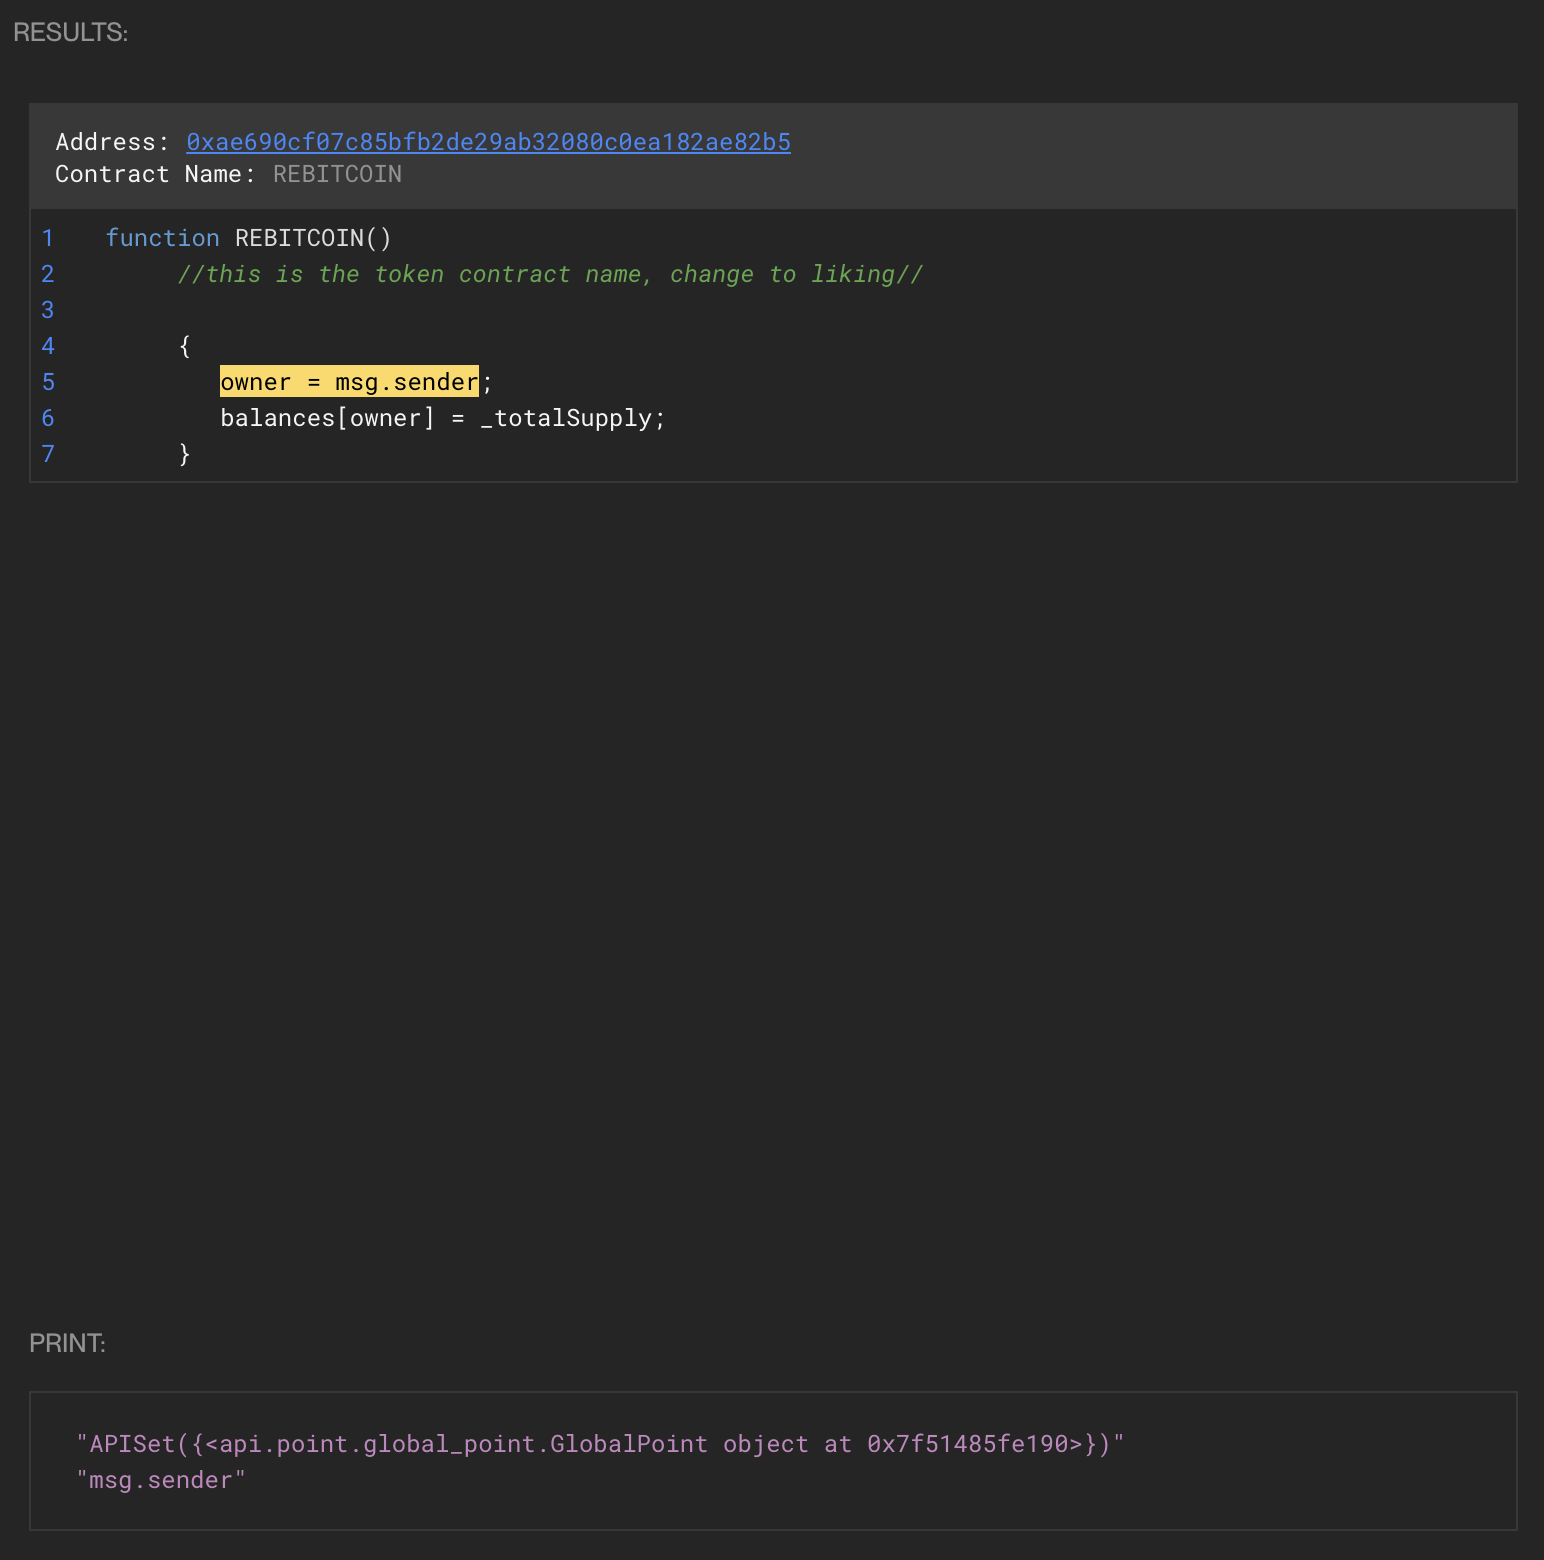 RESULTS:
Address: 0xae690cf07c85bfb2de29ab32080c0ea182ae82b5
Contract Name: REBITCOIN
1 function REBITCOIN()
2 //this is the token contract name, change to liking//
3
4 {
5 owner = msg.sender;
6 balances[owner] = _totalSupply;
7 }
PRINT:
"APISet({<api.point.global_point.GlobalPoint object at 0x7f51485fe190>})"
"msg.sender"